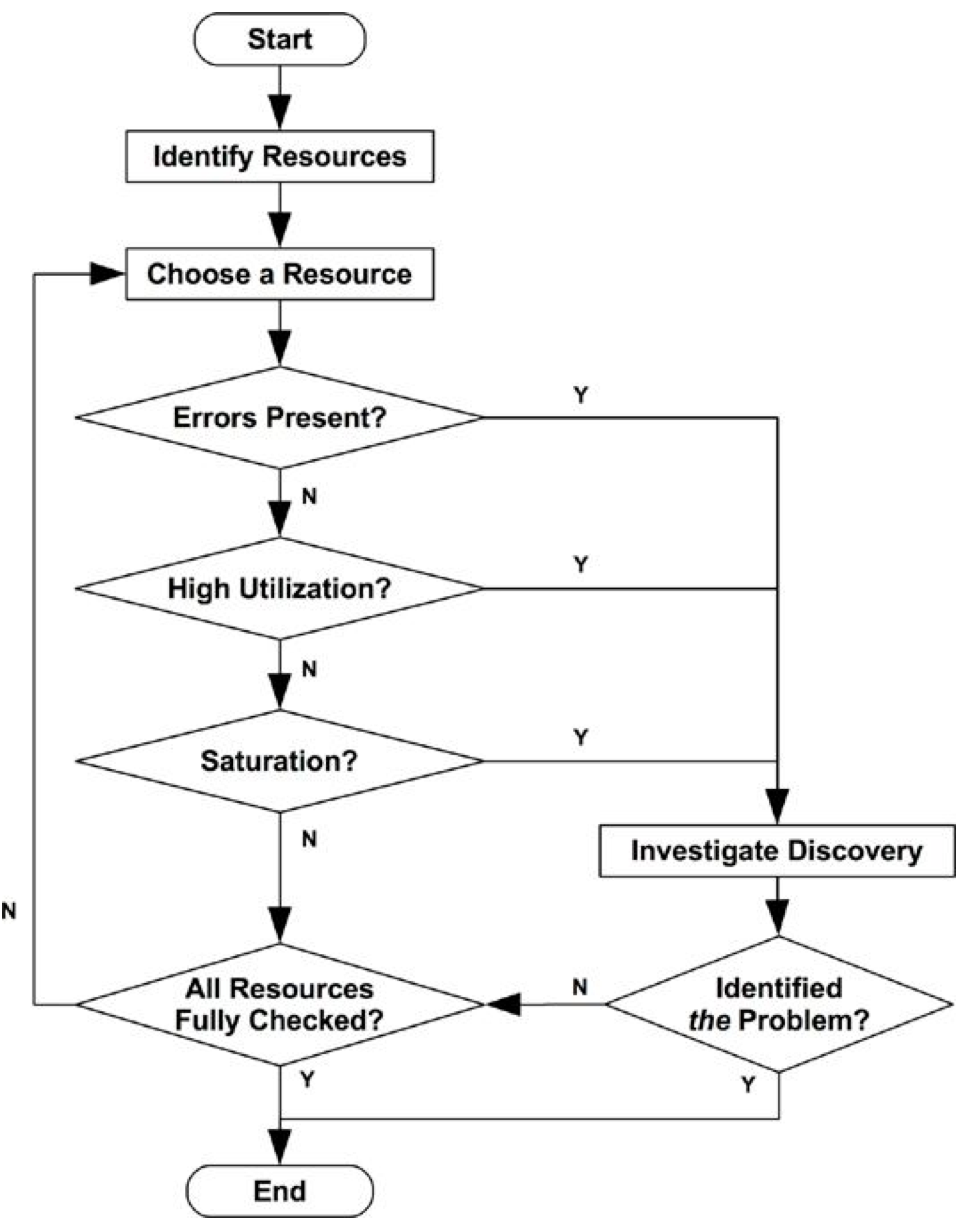 Start
Identify Resources
Choose a Resource
Errors Present?
Y
N
High Utilization?
Y
N
Saturation?
Y
N
Investigate Discovery
N
All Resources
Fully Checked?
N
Identified
the Problem?
Y
Y
End